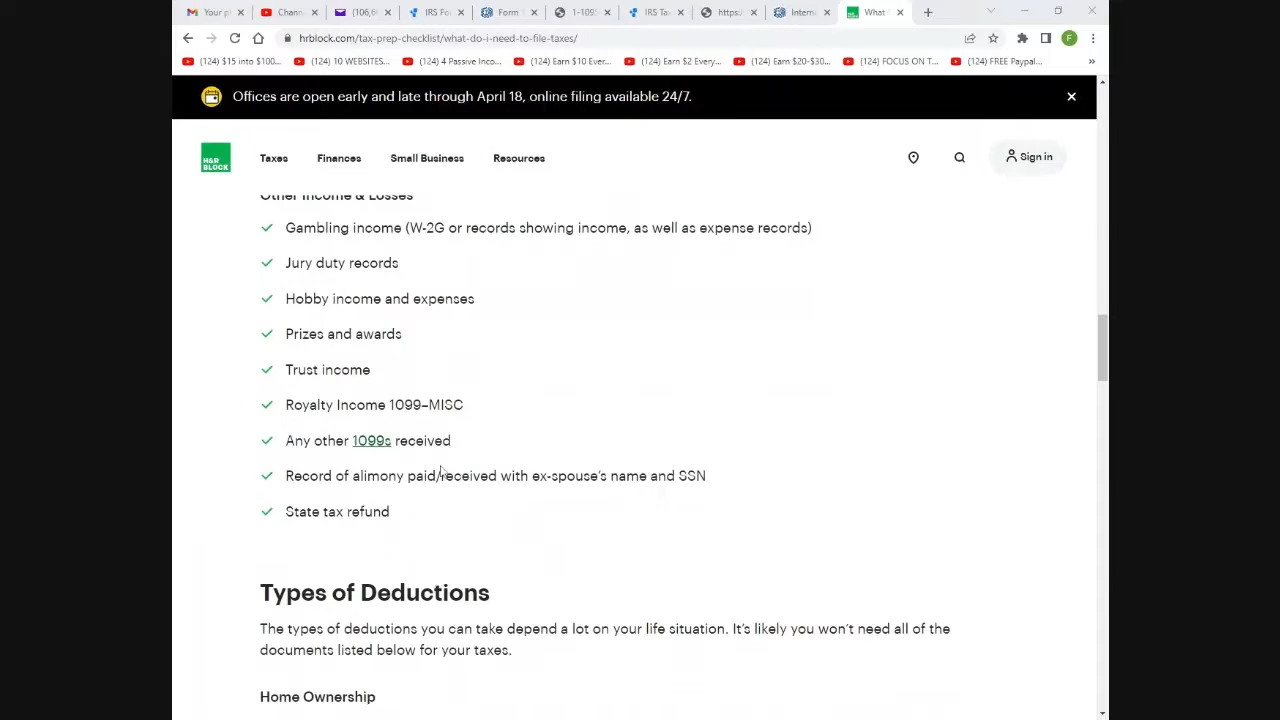 Your p
Channe
(106,6
IRS Fo
Form
1-109
IRS Ta
https:
Interna
What
hrblock.com/tax-prep-checklist/what-do-i-need-to-file-taxes/
F
(124) $15 into $100...
(124) 10 WEBSITES...
(124) 4 Passive Inco...
(124) Earn $10 Ever...
(124) Earn $2 Every...
(124) Earn $20-$30...
(124) FOCUS ON T...
(124) FREE Paypal...
»
Offices are open early and late through April 18, online filing available 24/7.
H&R BLOCK
Taxes
Finances
Small Business
Resources
Sign in
Other Income & Losses
Gambling income (W-2G or records showing income, as well as expense records)
Jury duty records
Hobby income and expenses
Prizes and awards
Trust income
Royalty Income 1099–MISC
Any other 1099s received
Record of alimony paid/received with ex-spouse's name and SSN
State tax refund
Types of Deductions
The types of deductions you can take depend a lot on your life situation. It's likely you won't need all of the
documents listed below for your taxes.
Home Ownership